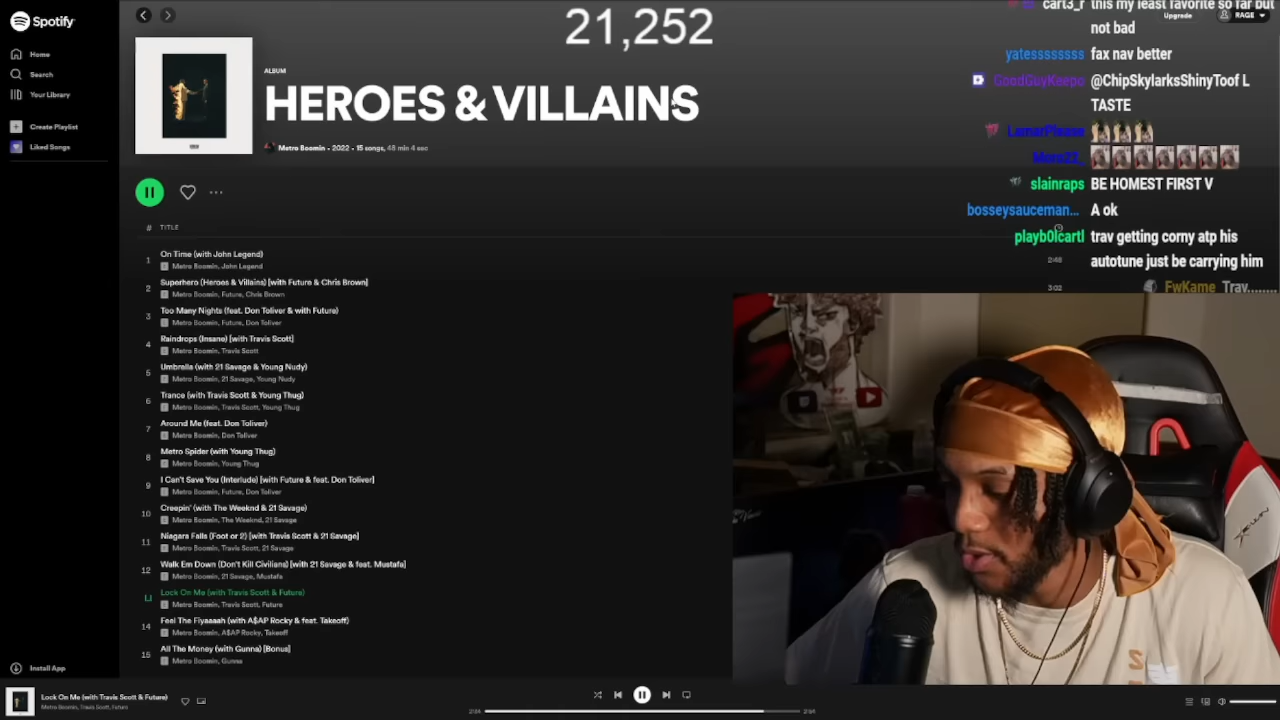 Spotify
Home
Search
Your Library
Create Playlist
Liked Songs
Install App
21,252
ALBUM
HEROES & VILLAINS
Metro Boomin • 2022 • 15 songs, 48 min 4 sec
Upgrade
RAGE
# TITLE
1 On Time (with John Legend)
E Metro Boomin, John Legend
2:48
2 Superhero (Heroes & Villains) [with Future & Chris Brown]
E Metro Boomin, Future, Chris Brown
3:02
3 Too Many Nights (feat. Don Toliver & with Future)
E Metro Boomin, Future, Don Toliver
4 Raindrops (Insane) [with Travis Scott]
E Metro Boomin, Travis Scott
5 Umbrella (with 21 Savage & Young Nudy)
E Metro Boomin, 21 Savage, Young Nudy
6 Trance (with Travis Scott & Young Thug)
E Metro Boomin, Travis Scott, Young Thug
7 Around Me (feat. Don Toliver)
E Metro Boomin, Don Toliver
8 Metro Spider (with Young Thug)
E Metro Boomin, Young Thug
9 I Can't Save You (Interlude) [with Future & feat. Don Toliver]
E Metro Boomin, Future, Don Toliver
10 Creepin' (with The Weeknd & 21 Savage)
E Metro Boomin, The Weeknd, 21 Savage
11 Niagara Falls (Foot or 2) [with Travis Scott & 21 Savage]
E Metro Boomin, Travis Scott, 21 Savage
12 Walk Em Down (Don't Kill Civilians) [with 21 Savage & feat. Mustafa]
E Metro Boomin, 21 Savage, Mustafa
Lock On Me (with Travis Scott & Future)
E Metro Boomin, Travis Scott, Future
14 Feel The Fiyaaaah (with A$AP Rocky & feat. Takeoff)
E Metro Boomin, A$AP Rocky, Takeoff
15 All The Money (with Gunna) [Bonus]
E Metro Boomin, Gunna
cart3_r this my least favorite so far but
not bad
yatessssssss fax nav better
GoodGuyKeepo @ChipSkylarksShinyToof L
TASTE
LamarPlease
slainraps BE HOMEST FIRST V
bosseysauceman... A ok
playb0icartl trav getting corny atp his
autotune just be carrying him
FwKame Trav........
Lock On Me (with Travis Scott & Future)
Metro Boomin, Travis Scott, Future